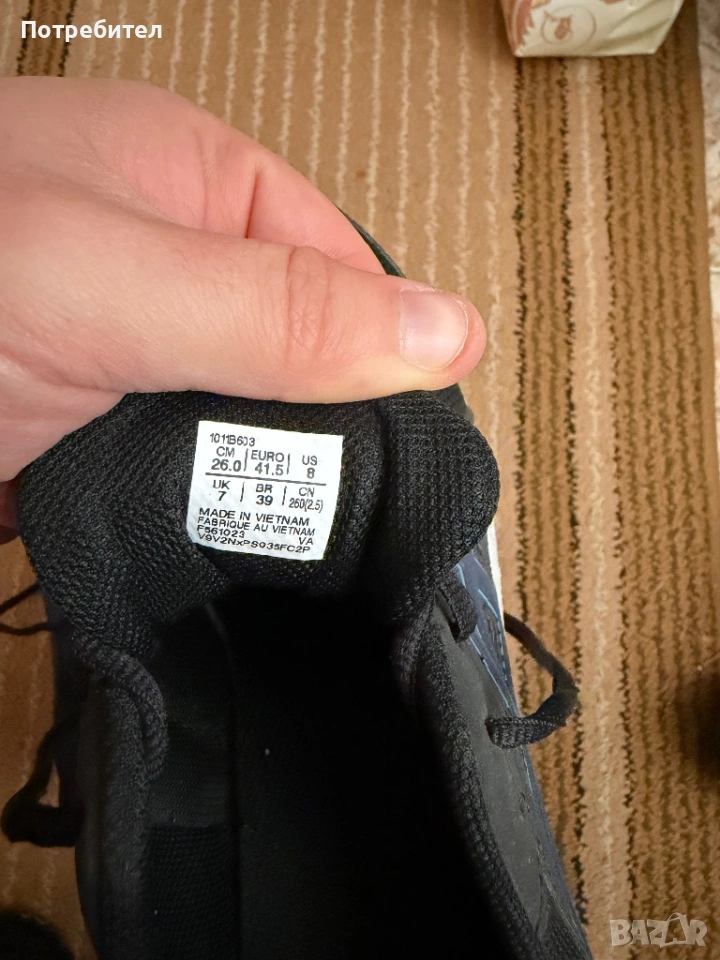 Потребител
1011B603
CM EURO US
26.0 41.5 8
UK BR CN
7 39 260(2.5)
MADE IN VIETNAM
FABRIQUE AU VIETNAM
F561023 VA
V9V2NxPS035FC2P
BAZAR